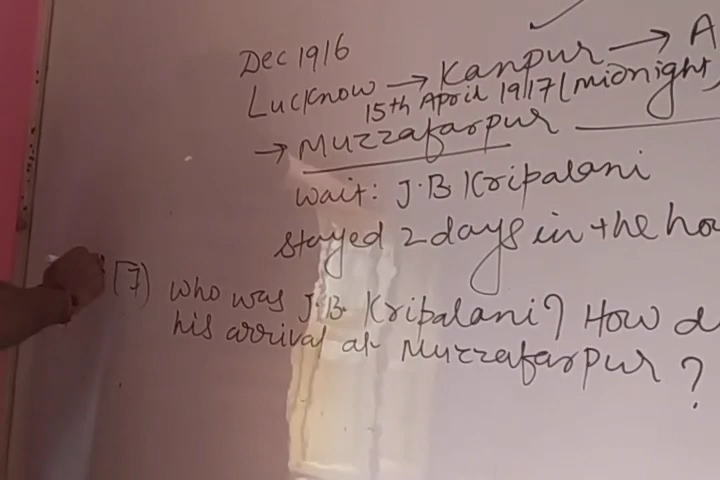 Dec 1916
Lucknow → Kanpur → A
15th April 1917 (midnight)
→ Muzzafarpur
wait: J.B Kripalani
stayed 2 days in the hou
(7) who was J.B. Kripalani? How d
his arrival at Muzzafarpur?